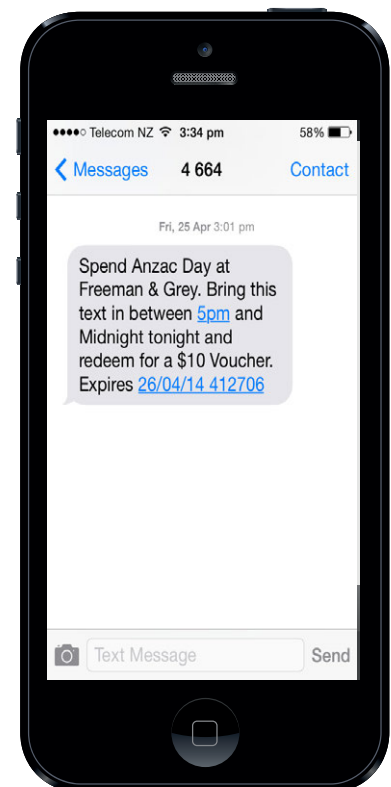 Telecom NZ 3:34 pm 58%
Messages 4 664 Contact
Fri, 25 Apr 3:01 pm
Spend Anzac Day at
Freeman & Grey. Bring this
text in between 5pm and
Midnight tonight and
redeem for a $10 Voucher.
Expires 26/04/14 412706
Text Message Send